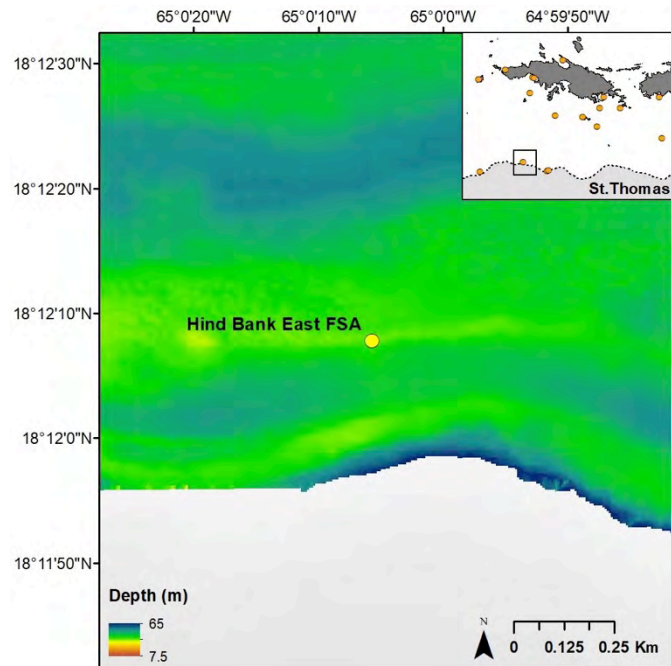 65°0'20"W 65°0'10"W 65°0'0"W 64°59'50"W
18°12'30"N
St.Thomas
18°12'20"N
18°12'10"N
Hind Bank East FSA
18°12'0"N
18°11'50"N
Depth (m)
65
7.5
N
0 0.125 0.25 Km